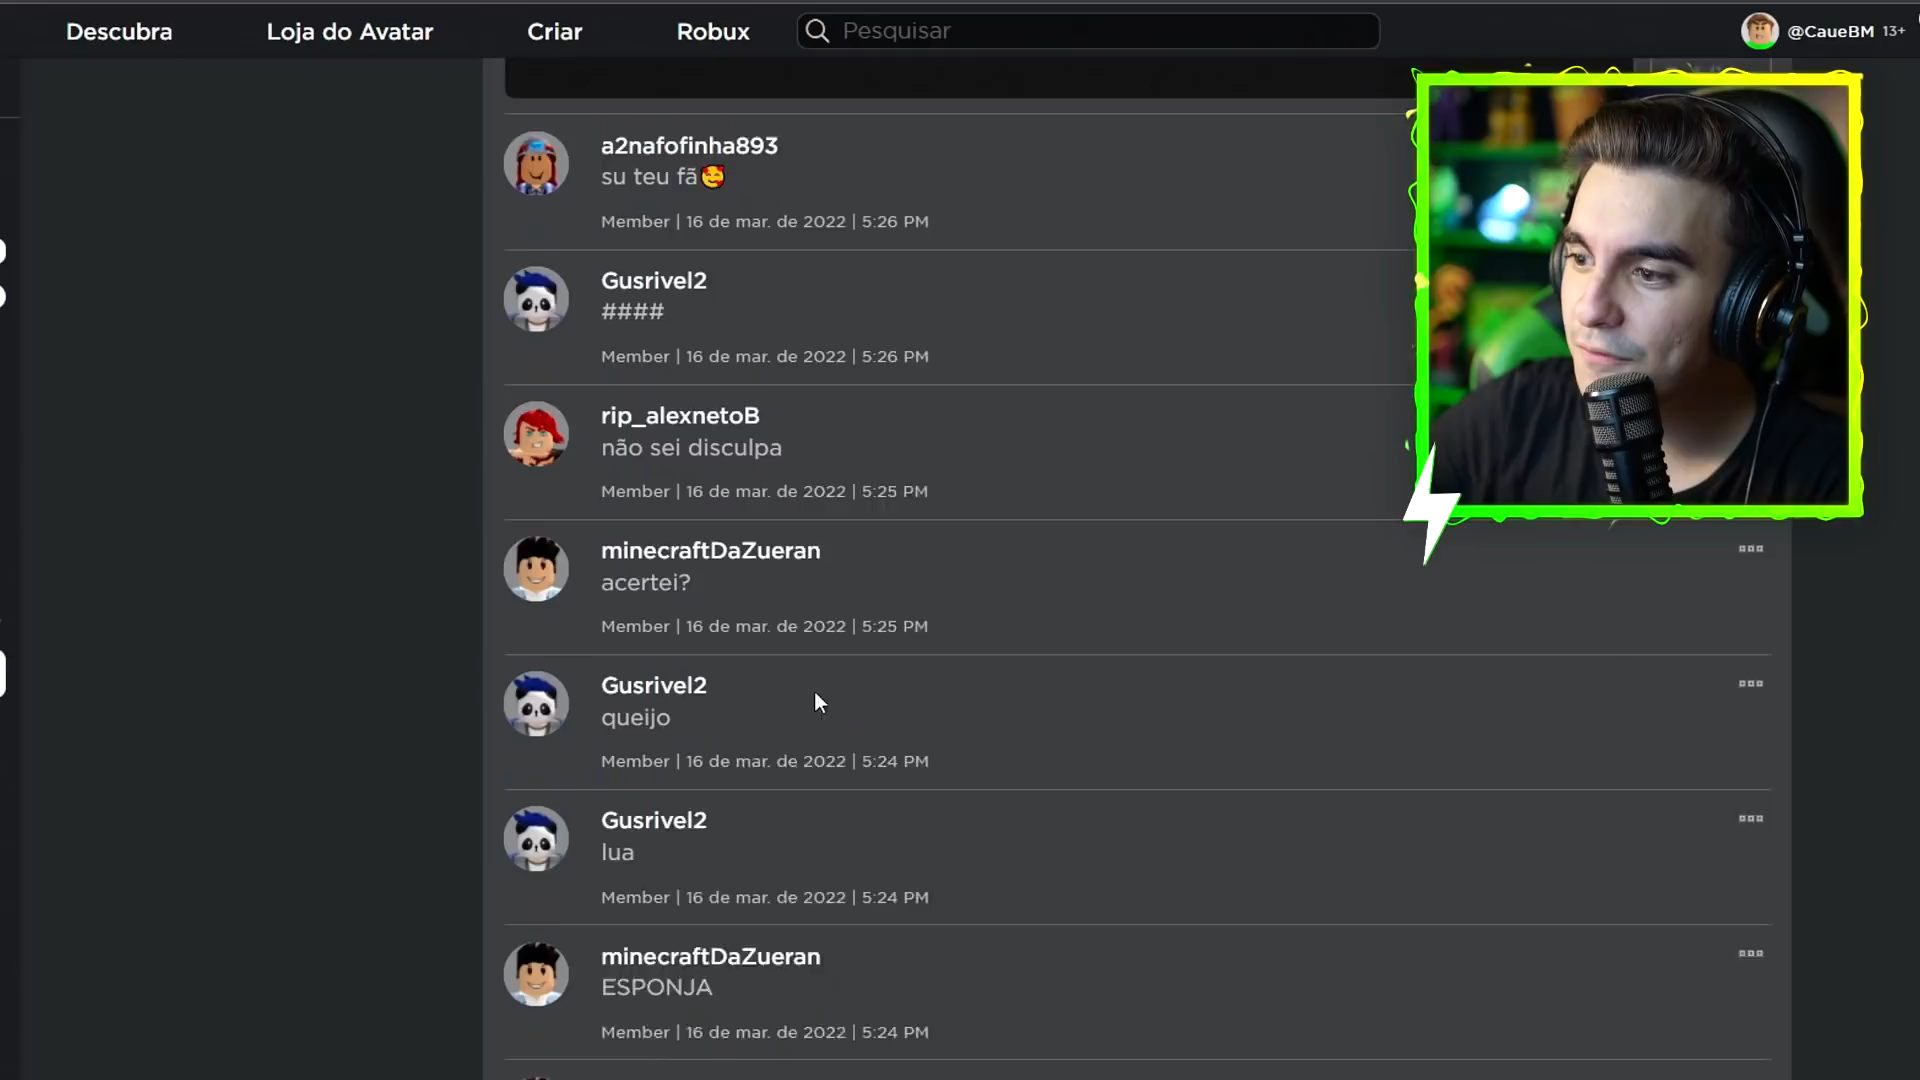 Descubra
Loja do Avatar
Criar
Robux
Pesquisar
@CaueBM 13+
a2nafofinha893
su teu fã🥰
Member | 16 de mar. de 2022 | 5:26 PM
Gusrivel2
####
Member | 16 de mar. de 2022 | 5:26 PM
rip_alexnetoB
não sei disculpa
Member | 16 de mar. de 2022 | 5:25 PM
minecraftDaZueran
acertei?
Member | 16 de mar. de 2022 | 5:25 PM
Gusrivel2
queijo
Member | 16 de mar. de 2022 | 5:24 PM
Gusrivel2
lua
Member | 16 de mar. de 2022 | 5:24 PM
minecraftDaZueran
ESPONJA
Member | 16 de mar. de 2022 | 5:24 PM